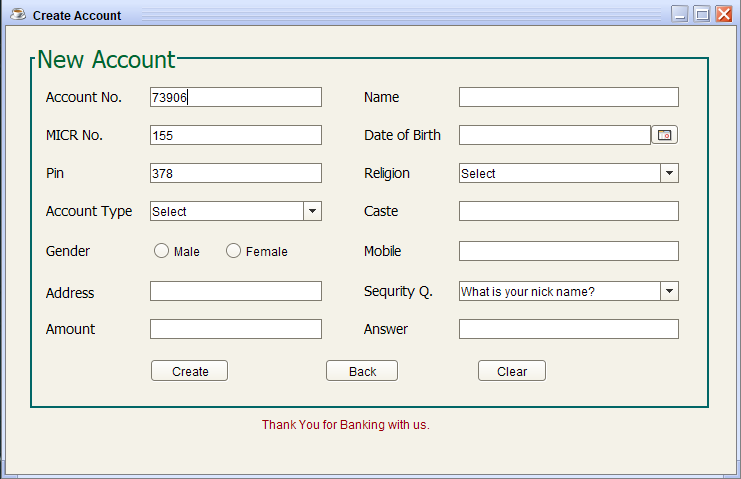 Create Account
New Account
Account No. 73906 Name
MICR No. 155 Date of Birth
Pin 378 Religion Select
Account Type Select Caste
Gender Male Female Mobile
Address Sequrity Q. What is your nick name?
Amount Answer
Create Back Clear
Thank You for Banking with us.